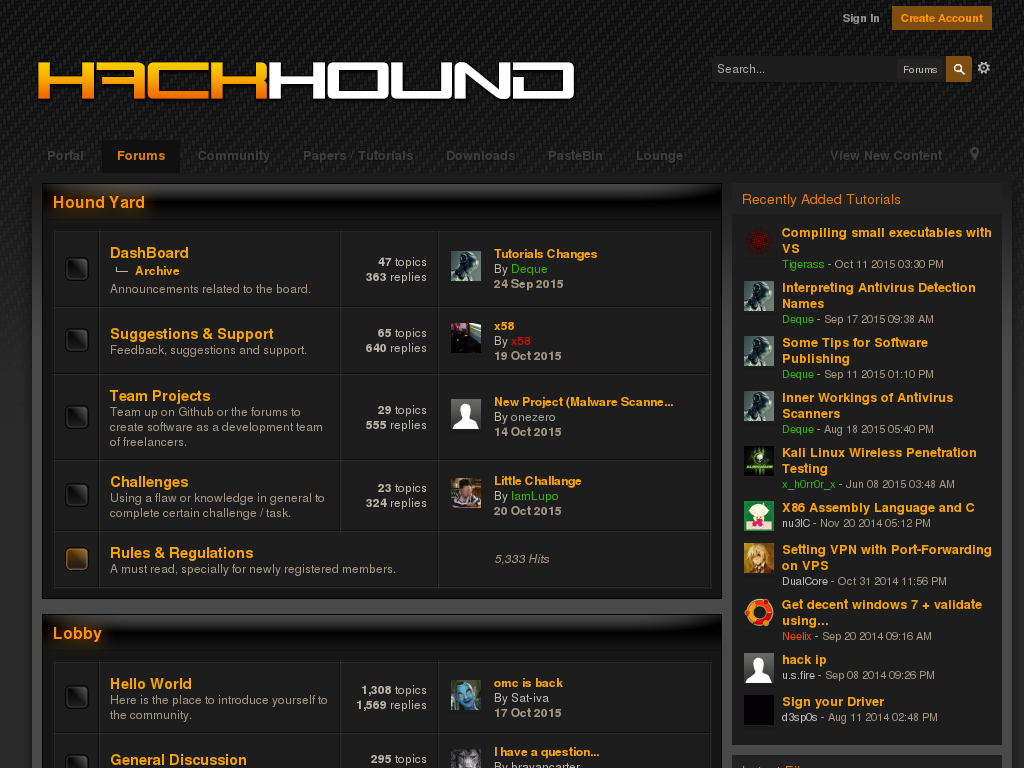 Sign In
Create Account
HACKHOUND
Search...
Forums
Portal
Forums
Community
Papers / Tutorials
Downloads
PasteBin
Lounge
View New Content
Hound Yard
DashBoard
Archive
Announcements related to the board.
47 topics
363 replies
Tutorials Changes
By Deque
24 Sep 2015
Suggestions & Support
Feedback, suggestions and support.
65 topics
640 replies
x58
By x58
19 Oct 2015
Team Projects
Team up on Github or the forums to
create software as a development team
of freelancers.
29 topics
555 replies
New Project (Malware Scanne...
By onezero
14 Oct 2015
Challenges
Using a flaw or knowledge in general to
complete certain challenge / task.
23 topics
324 replies
Little Challange
By IamLupo
20 Oct 2015
Rules & Regulations
A must read, specially for newly registered members.
5,333 Hits
Lobby
Hello World
Here is the place to introduce yourself to
the community.
1,308 topics
1,569 replies
omc is back
By Sat-iva
17 Oct 2015
General Discussion
295 topics
I have a question...
By brayancarter
Recently Added Tutorials
Compiling small executables with
VS
Tigerass - Oct 11 2015 03:30 PM
Interpreting Antivirus Detection
Names
Deque - Sep 17 2015 09:38 AM
Some Tips for Software
Publishing
Deque - Sep 11 2015 01:10 PM
Inner Workings of Antivirus
Scanners
Deque - Aug 18 2015 05:40 PM
Kali Linux Wireless Penetration
Testing
x_h0rr0r_x - Jun 08 2015 03:48 AM
X86 Assembly Language and C
nu3lC - Nov 20 2014 05:12 PM
Setting VPN with Port-Forwarding
on VPS
DualCore - Oct 31 2014 11:56 PM
Get decent windows 7 + validate
using...
Neelix - Sep 20 2014 09:16 AM
hack ip
u.s.fire - Sep 08 2014 09:26 PM
Sign your Driver
d3sp0s - Aug 11 2014 02:48 PM